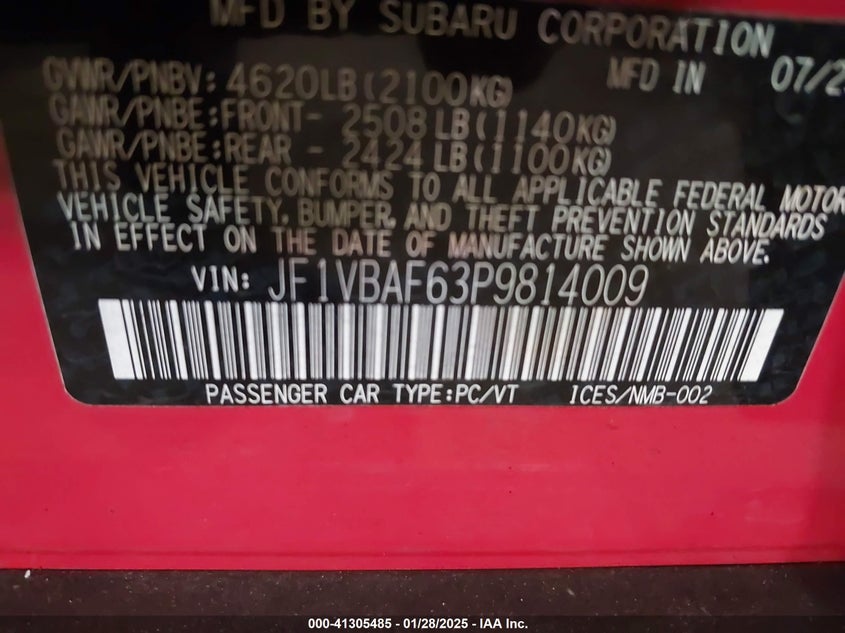 MFD BY SUBARU CORPORATION
MFD IN 07/2
GVWR/PNBV: 4620LB(2100KG)
GAWR/PNBE:FRONT- 2508LB(1140KG)
GAWR/PNBE:REAR - 2424LB(1100KG)
THIS VEHICLE CONFORMS TO ALL APPLICABLE FEDERAL MOTOR
VEHICLE SAFETY, BUMPER, AND THEFT PREVENTION STANDARDS
IN EFFECT ON THE DATE OF MANUFACTURE SHOWN ABOVE.
VIN: JF1VBAF63P9814009
PASSENGER CAR TYPE:PC/VT ICES/NMB-002
000-41305485 - 01/28/2025 - IAA Inc.